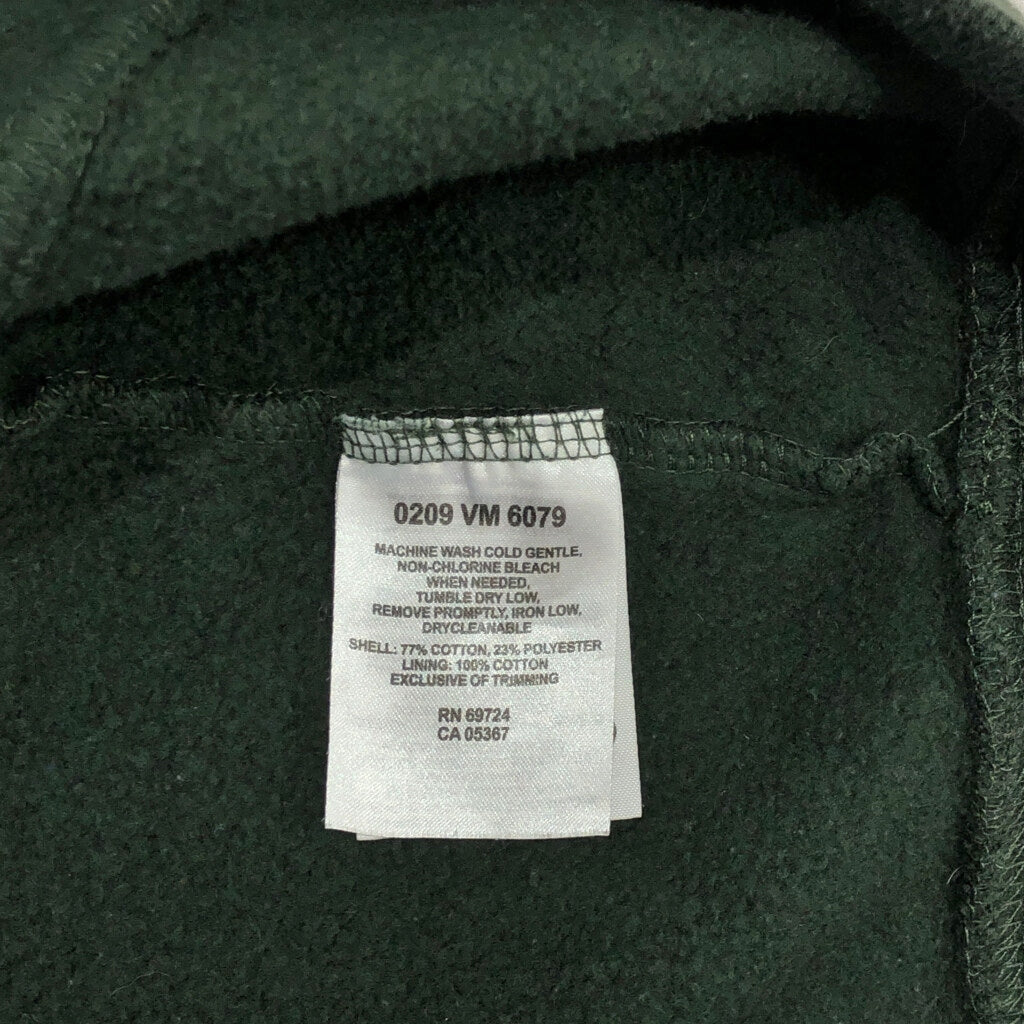 0209 VM 6079
MACHINE WASH COLD GENTLE,
NON-CHLORINE BLEACH
WHEN NEEDED,
TUMBLE DRY LOW,
REMOVE PROMPTLY, IRON LOW,
DRYCLEANABLE
SHELL: 77% COTTON, 23% POLYESTER
LINING: 100% COTTON
EXCLUSIVE OF TRIMMING
RN 69724
CA 05367